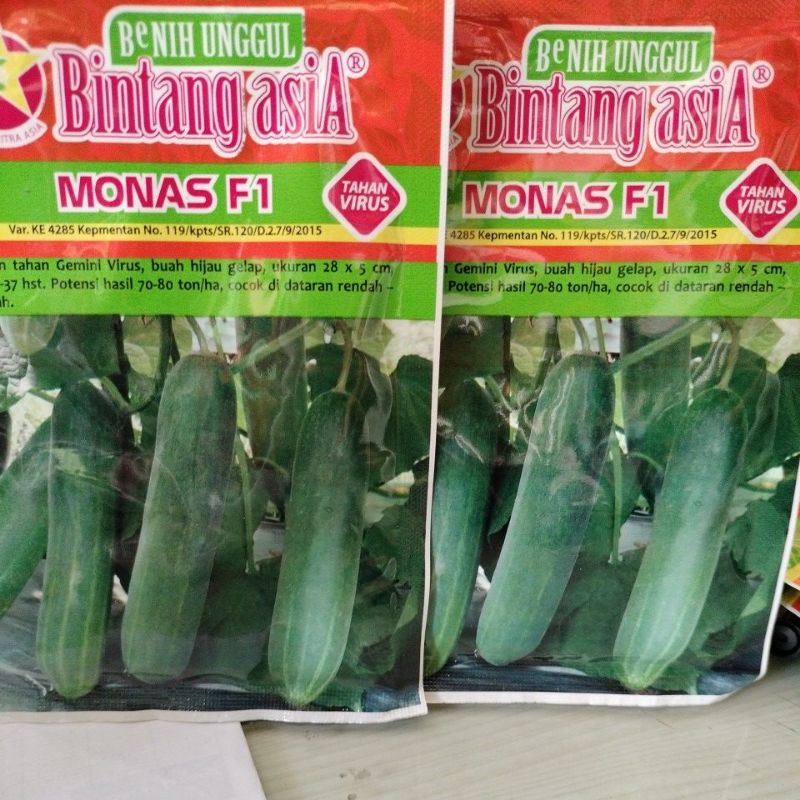 BeNIH UNGGUL
Bintang asiA®
TRA ASIA
MONAS F1
TAHAN
VIRUS
Var. KE 4285 Kepmentan No. 119/kpts/SR.120/D.2.7/9/2015
n tahan Gemini Virus, buah hijau gelap, ukuran 28 x 5 cm,
-37 hst. Potensi hasil 70-80 ton/ha, cocok di dataran rendah –
ah.
BeNIH UNGGUL
Bintang asiA®
MONAS F1
TAHAN
VIRUS
4285 Kepmentan No. 119/kpts/SR.120/D.2.7/9/2015
Gemini Virus, buah hijau gelap, ukuran 28 x 5 cm,
Potensi hasil 70-80 ton/ha, cocok di dataran rendah –